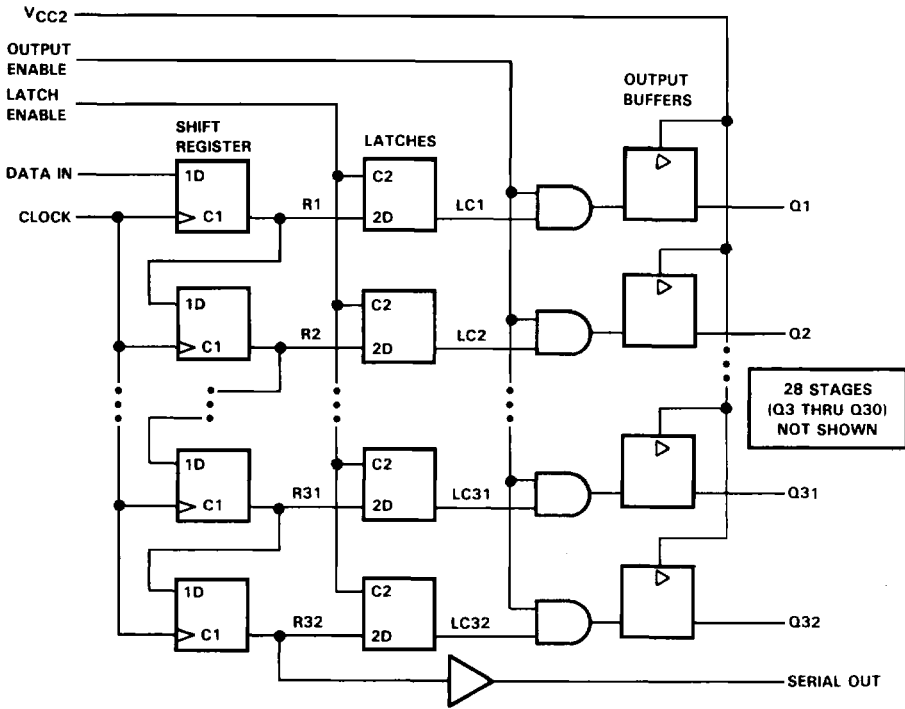 VCC2
OUTPUT
ENABLE
LATCH
ENABLE
OUTPUT
BUFFERS
SHIFT
REGISTER
LATCHES
DATA IN
1D
C2
CLOCK
C1
R1
2D
LC1
Q1
1D
C2
C1
R2
2D
LC2
Q2
28 STAGES
(Q3 THRU Q30)
NOT SHOWN
1D
C2
C1
R31
2D
LC31
Q31
1D
C2
C1
R32
2D
LC32
Q32
SERIAL OUT